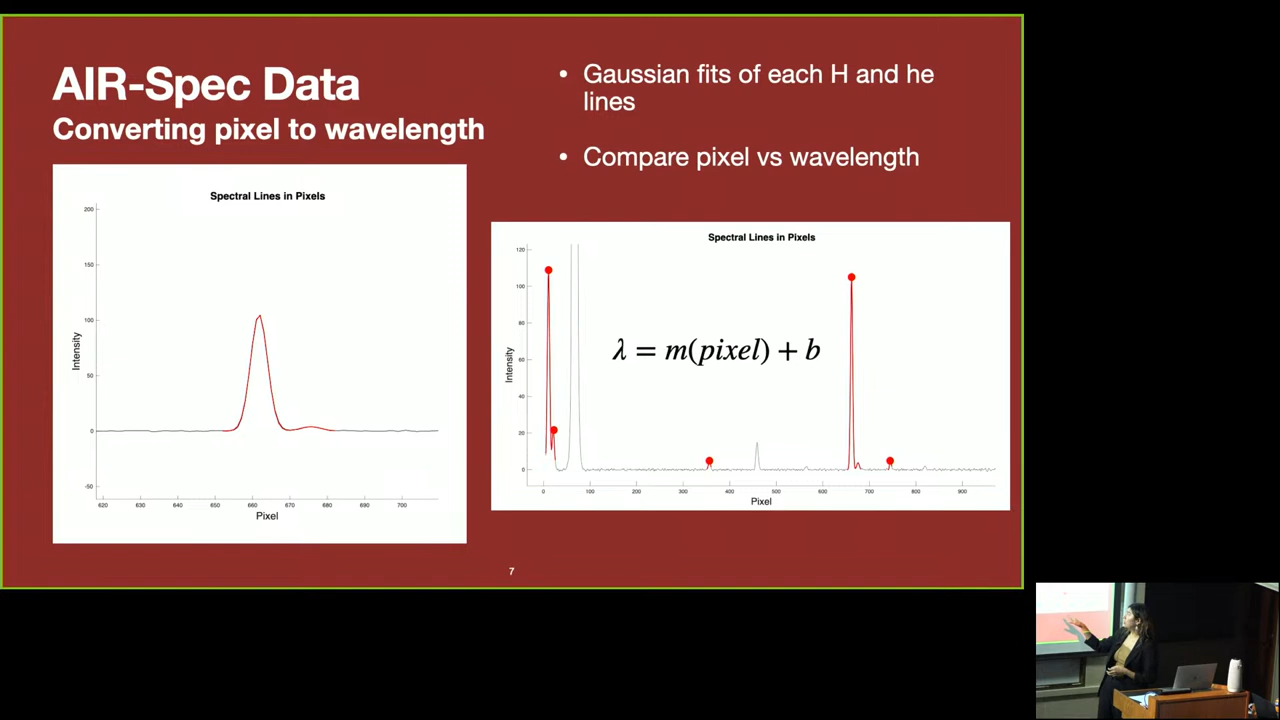 AIR-Spec Data
Converting pixel to wavelength
• Gaussian fits of each H and he
lines
• Compare pixel vs wavelength
Spectral Lines in Pixels
200
150
100
50
0
-50
Intensity
620 630 640 650 660 670 680 690 700
Pixel
Spectral Lines in Pixels
120
100
80
60
40
20
0
Intensity
λ = m(pixel) + b
0 100 200 300 400 500 600 700 800 900
Pixel
7